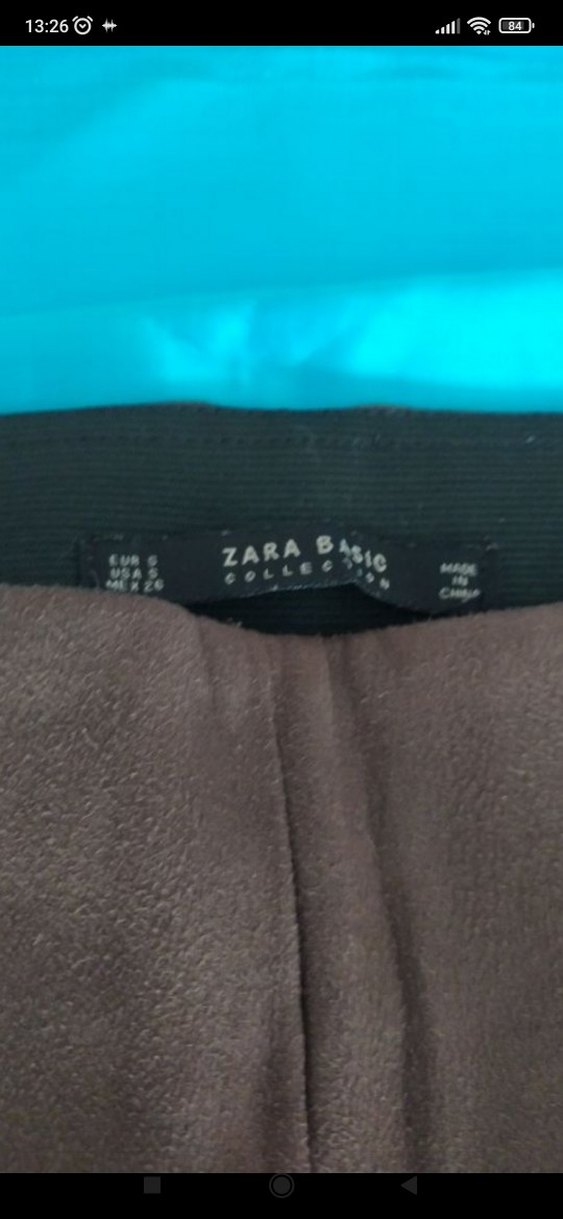 13:26
84
EUR S
USA S
MEX 26
ZARA BASIC
COLLECTION
MADE
IN
CHINA